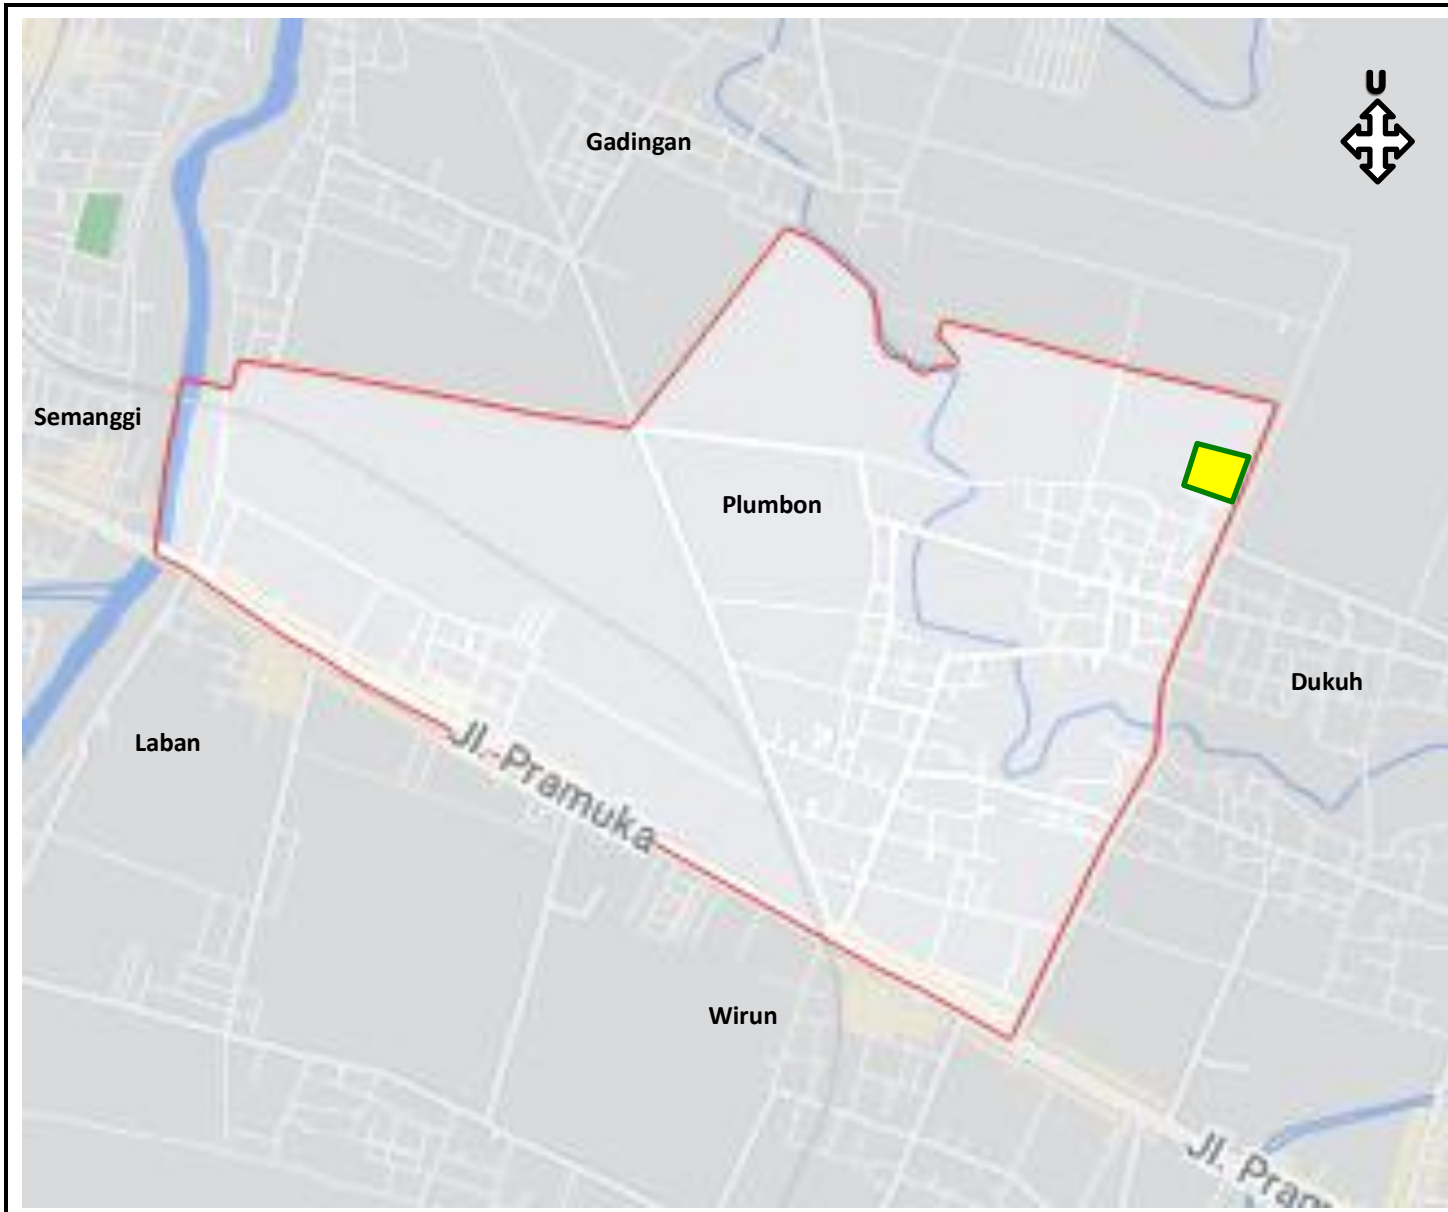 U
Gadingan
Semanggi
Plumbon
Dukuh
Laban
Jl. Pramuka
Wirun
Jl. Pram